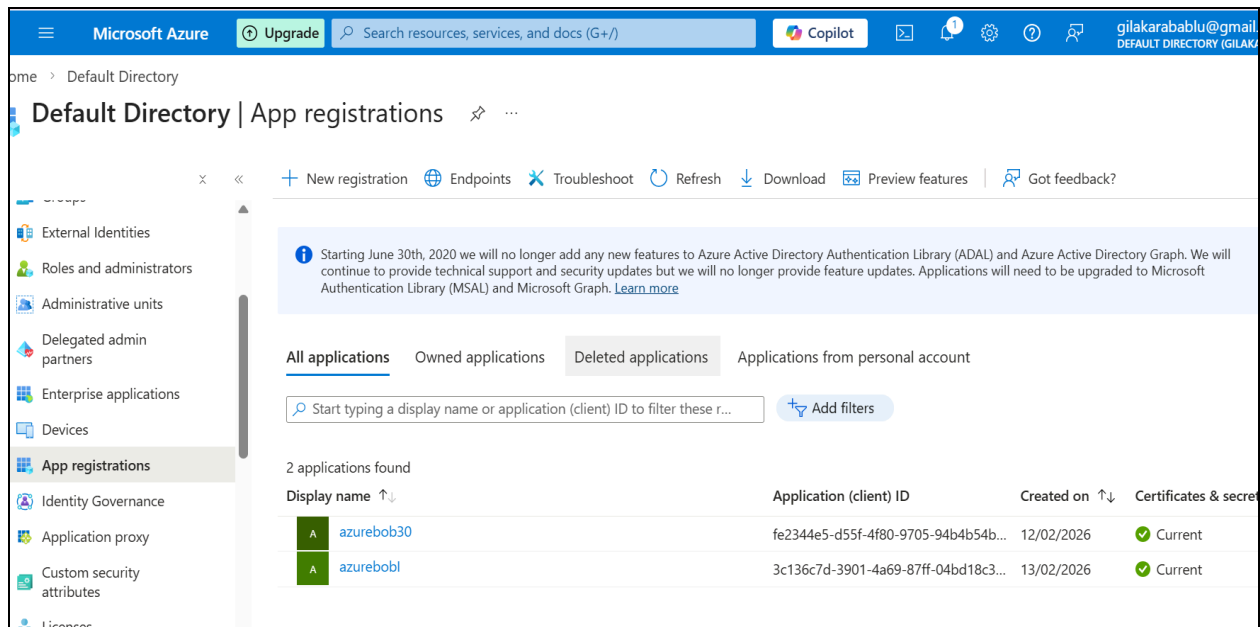 Microsoft Azure
Upgrade
Search resources, services, and docs (G+/)
Copilot
1
gilakarabablu@gmail.
DEFAULT DIRECTORY (GILAKA
ome > Default Directory
Default Directory | App registrations
New registration
Endpoints
Troubleshoot
Refresh
Download
Preview features
Got feedback?
Groups
External Identities
Roles and administrators
Administrative units
Delegated admin
partners
Enterprise applications
Devices
App registrations
Identity Governance
Application proxy
Custom security
attributes
Licenses
Starting June 30th, 2020 we will no longer add any new features to Azure Active Directory Authentication Library (ADAL) and Azure Active Directory Graph. We will
continue to provide technical support and security updates but we will no longer provide feature updates. Applications will need to be upgraded to Microsoft
Authentication Library (MSAL) and Microsoft Graph. Learn more
All applications Owned applications Deleted applications Applications from personal account
Start typing a display name or application (client) ID to filter these r...
Add filters
2 applications found
Display name Application (client) ID Created on Certificates & secret
A azurebob30 fe2344e5-d55f-4f80-9705-94b4b54b... 12/02/2026 Current
A azurebobl 3c136c7d-3901-4a69-87ff-04bd18c3... 13/02/2026 Current